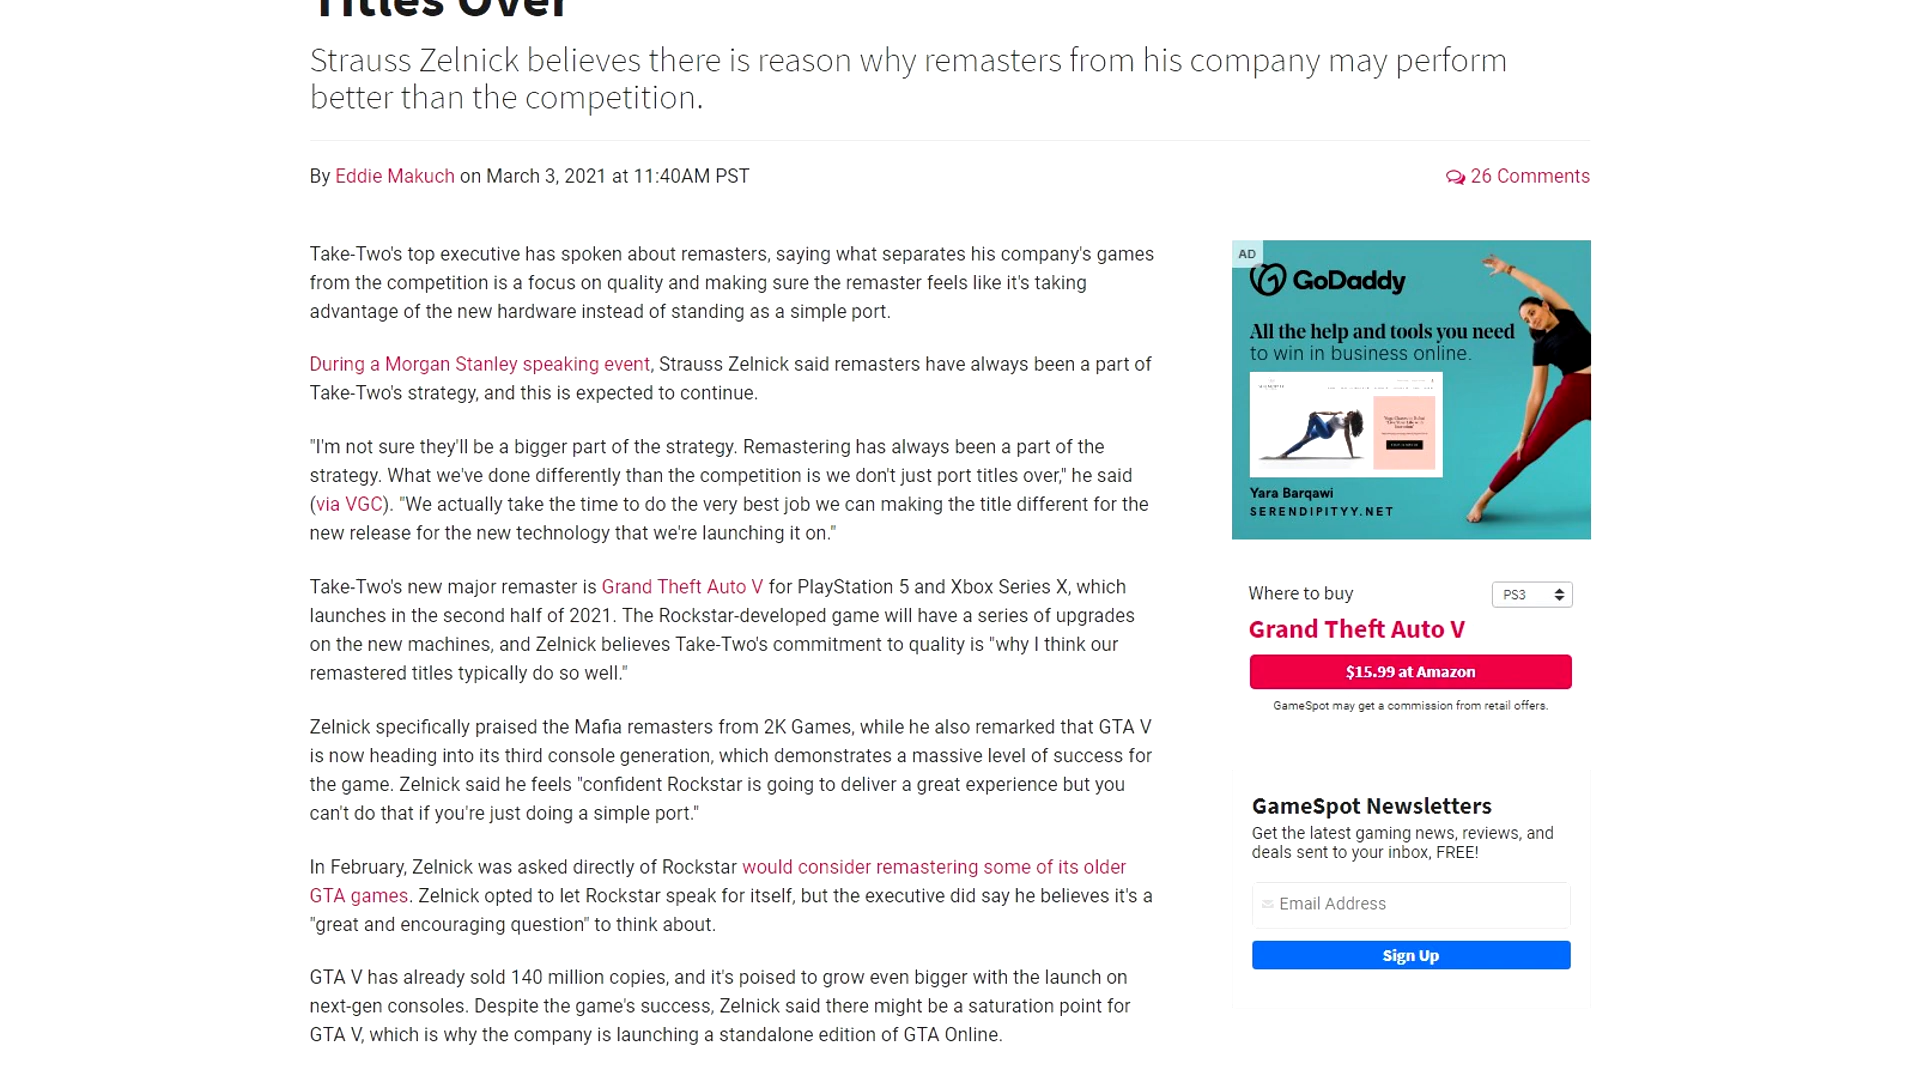 Titles Over
Strauss Zelnick believes there is reason why remasters from his company may perform
better than the competition.
By Eddie Makuch on March 3, 2021 at 11:40AM PST
26 Comments
Take-Two's top executive has spoken about remasters, saying what separates his company's games
from the competition is a focus on quality and making sure the remaster feels like it's taking
advantage of the new hardware instead of standing as a simple port.
During a Morgan Stanley speaking event, Strauss Zelnick said remasters have always been a part of
Take-Two's strategy, and this is expected to continue.
"I'm not sure they'll be a bigger part of the strategy. Remastering has always been a part of the
strategy. What we've done differently than the competition is we don't just port titles over," he said
(via VGC). "We actually take the time to do the very best job we can making the title different for the
new release for the new technology that we're launching it on."
Take-Two's new major remaster is Grand Theft Auto V for PlayStation 5 and Xbox Series X, which
launches in the second half of 2021. The Rockstar-developed game will have a series of upgrades
on the new machines, and Zelnick believes Take-Two's commitment to quality is "why I think our
remastered titles typically do so well."
Zelnick specifically praised the Mafia remasters from 2K Games, while he also remarked that GTA V
is now heading into its third console generation, which demonstrates a massive level of success for
the game. Zelnick said he feels "confident Rockstar is going to deliver a great experience but you
can't do that if you're just doing a simple port."
In February, Zelnick was asked directly of Rockstar would consider remastering some of its older
GTA games. Zelnick opted to let Rockstar speak for itself, but the executive did say he believes it's a
"great and encouraging question" to think about.
GTA V has already sold 140 million copies, and it's poised to grow even bigger with the launch on
next-gen consoles. Despite the game's success, Zelnick said there might be a saturation point for
GTA V, which is why the company is launching a standalone edition of GTA Online.
AD
GoDaddy
All the help and tools you need
to win in business online.
Yara Barqawi
SERENDIPITYY.NET
Where to buy
PS3
Grand Theft Auto V
$15.99 at Amazon
GameSpot may get a commission from retail offers.
GameSpot Newsletters
Get the latest gaming news, reviews, and
deals sent to your inbox, FREE!
Email Address
Sign Up